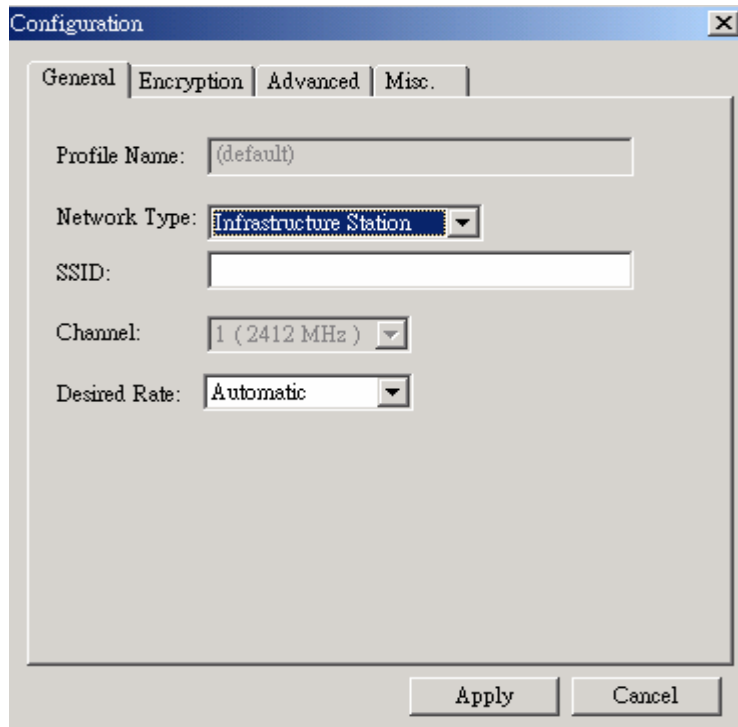 Configuration
General Encryption Advanced Misc.
Profile Name: (default)
Network Type: Infrastructure Station
SSID:
Channel: 1 ( 2412 MHz )
Desired Rate: Automatic
Apply Cancel